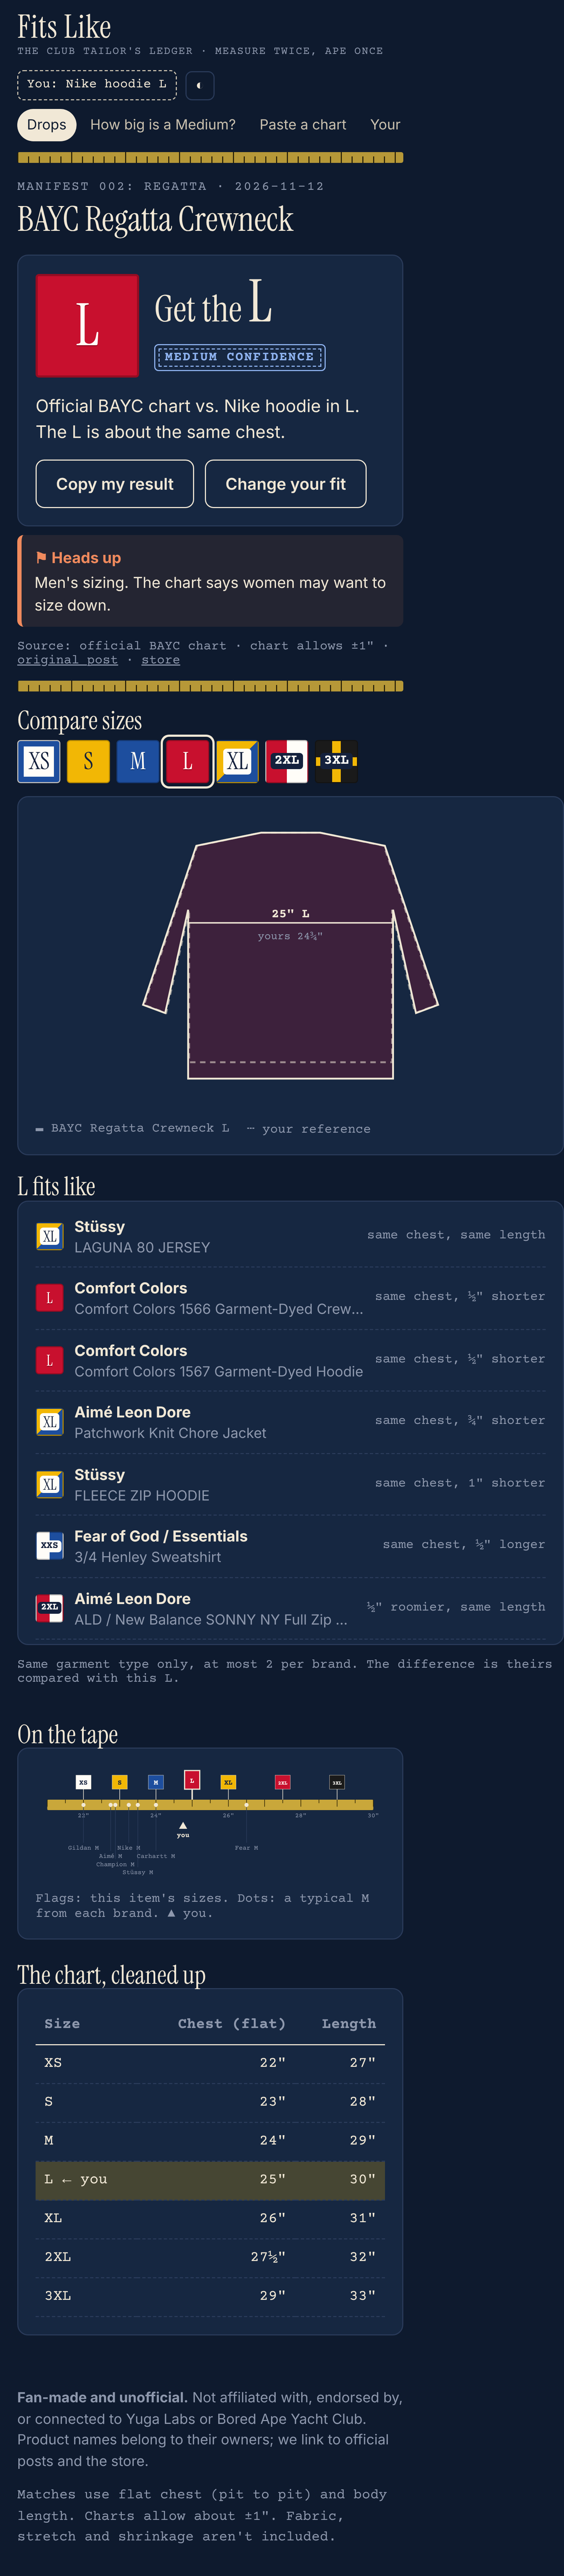 Fits Like
THE CLUB TAILOR'S LEDGER · MEASURE TWICE, APE ONCE
You: Nike hoodie L
Drops How big is a Medium? Paste a chart Your
MANIFEST 002: REGATTA · 2026-11-12
BAYC Regatta Crewneck
L
Get the L
MEDIUM CONFIDENCE
Official BAYC chart vs. Nike hoodie in L.
The L is about the same chest.
Copy my result Change your fit
⚑ Heads up
Men's sizing. The chart says women may want to
size down.
Source: official BAYC chart · chart allows ±1" ·
original post · store
Compare sizes
XS S M L XL 2XL 3XL
25" L
yours 24¾"
BAYC Regatta Crewneck L
your reference
L fits like
XL
Stüssy
LAGUNA 80 JERSEY
same chest, same length
L
Comfort Colors
Comfort Colors 1566 Garment-Dyed Crew…
same chest, ½" shorter
L
Comfort Colors
Comfort Colors 1567 Garment-Dyed Hoodie
same chest, ½" shorter
XL
Aimé Leon Dore
Patchwork Knit Chore Jacket
same chest, ¾" shorter
XL
Stüssy
FLEECE ZIP HOODIE
same chest, 1" shorter
XXS
Fear of God / Essentials
3/4 Henley Sweatshirt
same chest, ½" longer
2XL
Aimé Leon Dore
ALD / New Balance SONNY NY Full Zip …
½" roomier, same length
Same garment type only, at most 2 per brand. The difference is theirs
compared with this L.
On the tape
XS S M L XL 2XL 3XL
28" 30"
you
Gildan M Nike M Fear M
Aimé M Carhartt M
Champion M
Stüssy M
Flags: this item's sizes. Dots: a typical M
from each brand. ▲ you.
The chart, cleaned up
Size Chest (flat) Length
XS 22" 27"
S 23" 28"
M 24" 29"
L ← you 25" 30"
XL 26" 31"
2XL 27½" 32"
3XL 29" 33"
Fan-made and unofficial. Not affiliated with, endorsed by,
or connected to Yuga Labs or Bored Ape Yacht Club.
Product names belong to their owners; we link to official
posts and the store.
Matches use flat chest (pit to pit) and body
length. Charts allow about ±1". Fabric,
stretch and shrinkage aren't included.